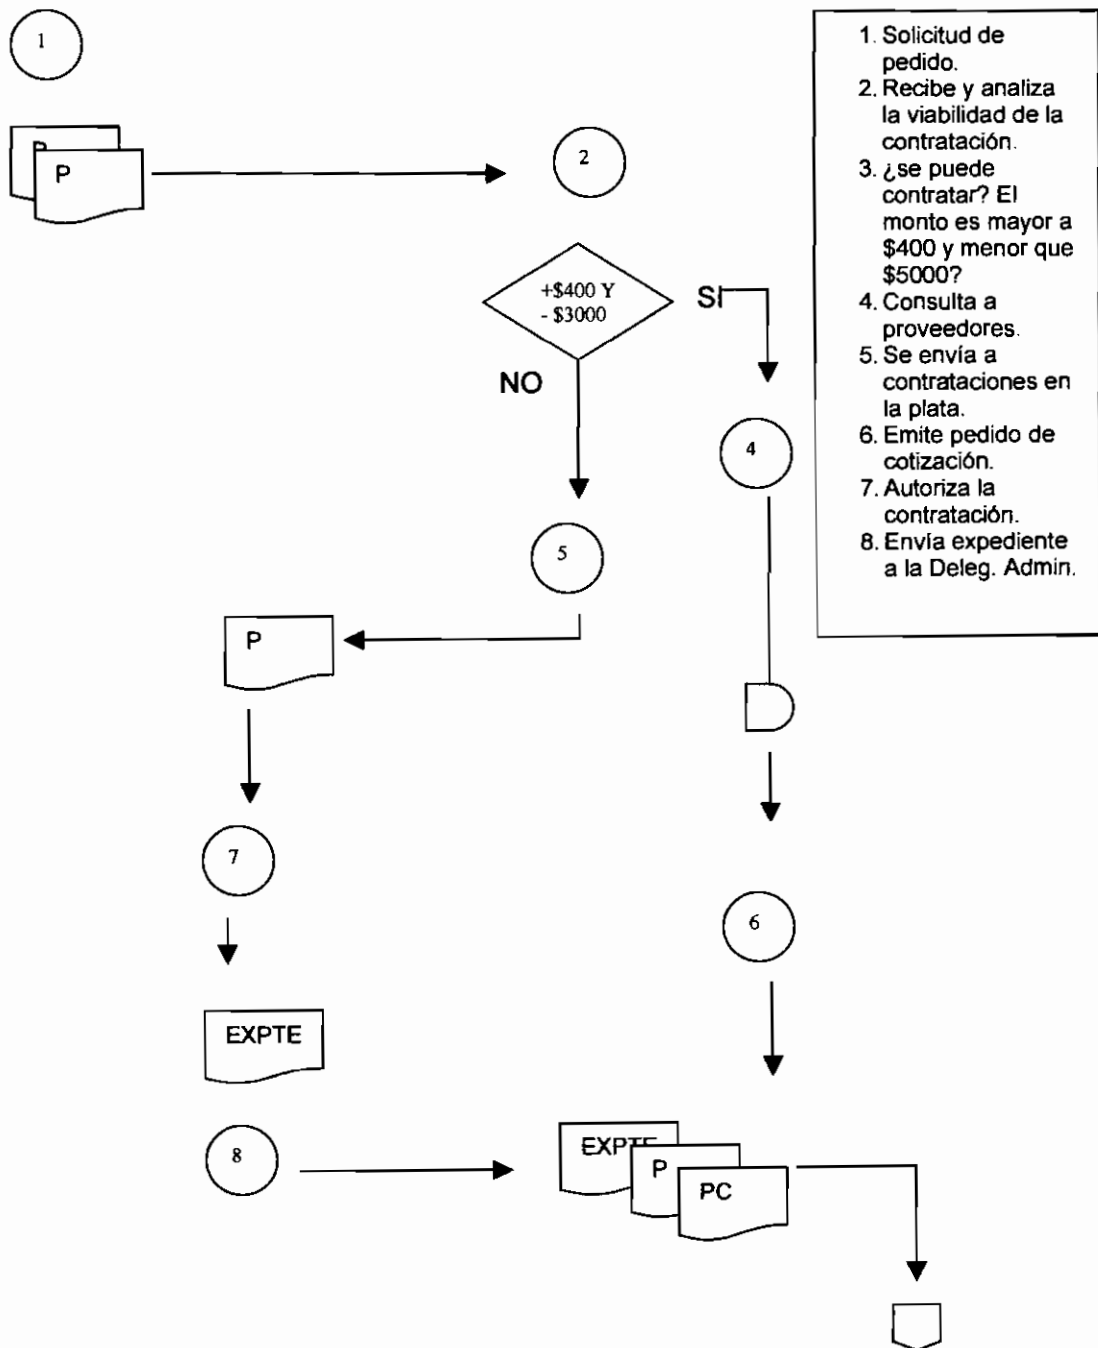 1
P
P
2
+$400 Y
- $3000
SI
NO
4
5
P
7
6
EXPTE
8
EXPTE
P
PC
1. Solicitud de
pedido.
2. Recibe y analiza
la viabilidad de la
contratación.
3. ¿se puede
contratar? El
monto es mayor a
$400 y menor que
$5000?
4. Consulta a
proveedores.
5. Se envía a
contrataciones en
la plata.
6. Emite pedido de
cotización.
7. Autoriza la
contratación.
8. Envía expediente
a la Deleg. Admin.